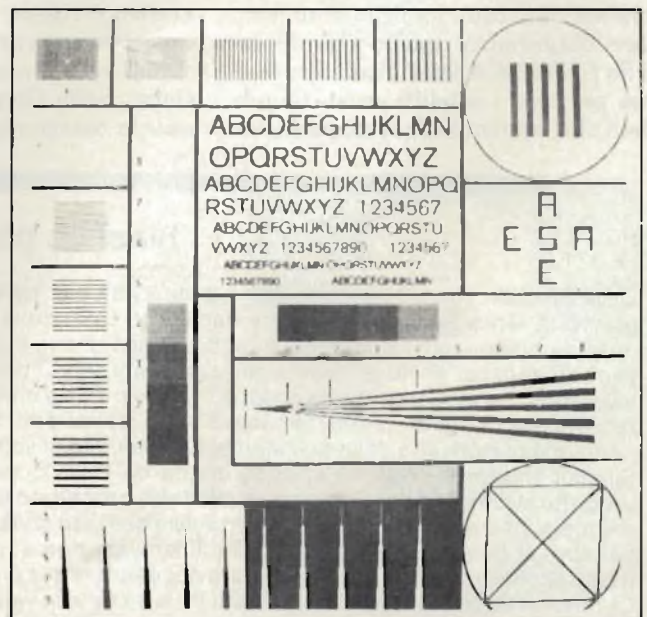 ABCDEFGHIJKLMN
OPQRSTUVWXYZ
ABCDEFGHIJKLMNOPQ
RSTUVWXYZ 1234567
ABCDEFGHIJKLMNOPQRSTU
VWXYZ 1234567890 1234567
ABCDEFGHIJKLMNOPQRSTUVWXYZ
1234567890 ABCDEFGHIJKLMN
A
E S A
E